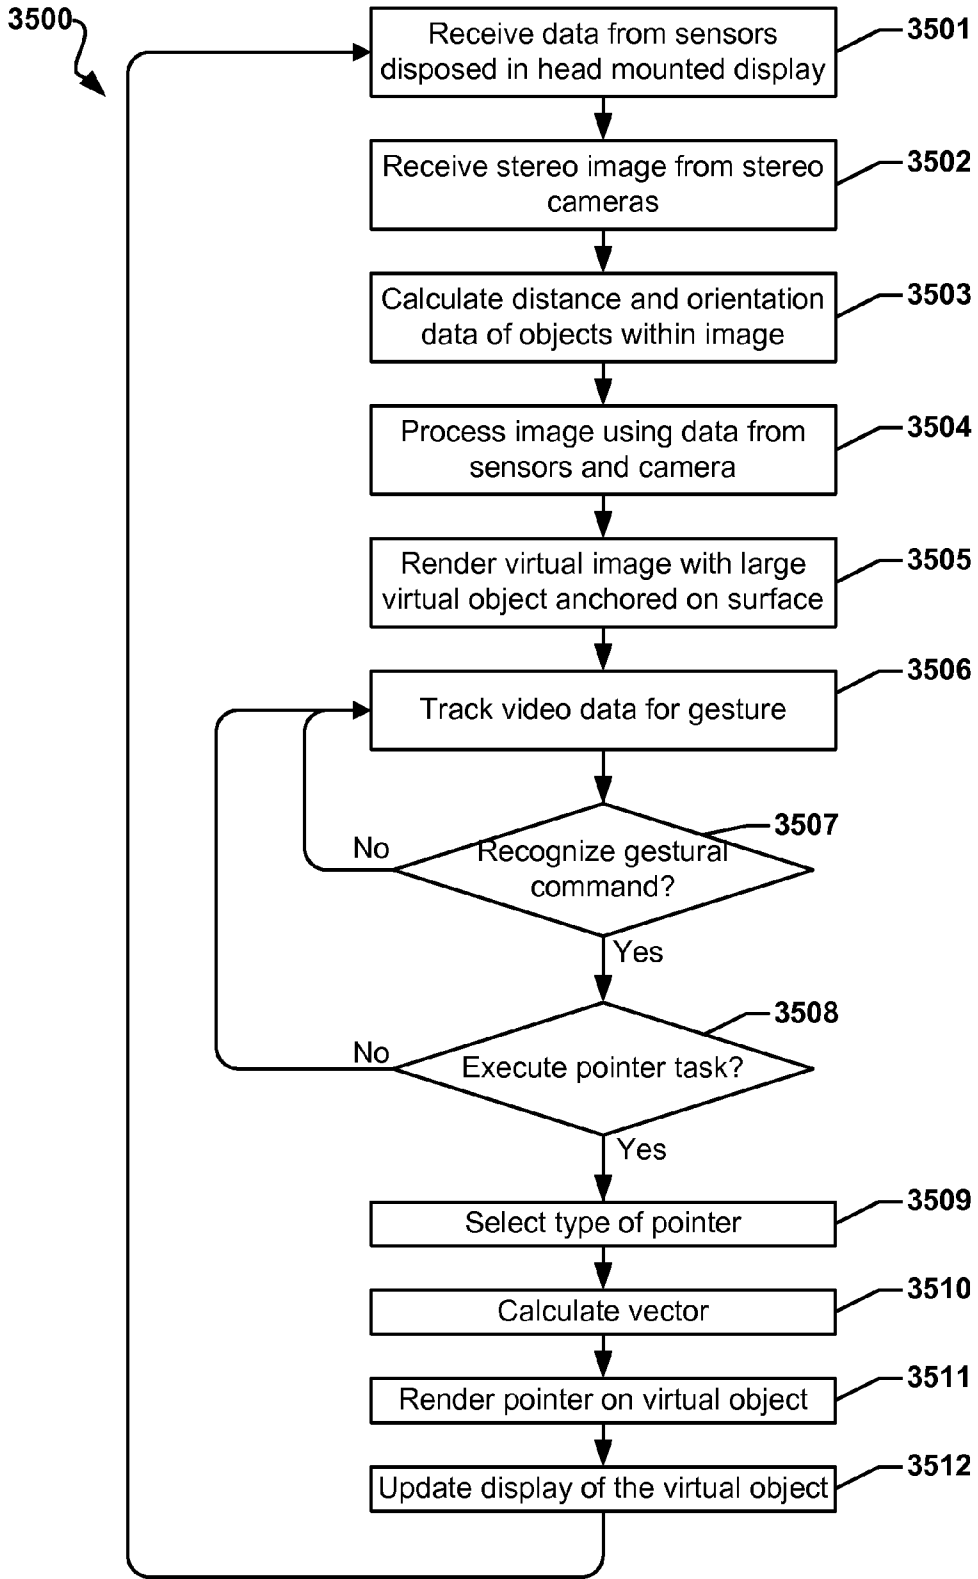 3500
Receive data from sensors
disposed in head mounted display
3501
Receive stereo image from stereo
cameras
3502
Calculate distance and orientation
data of objects within image
3503
Process image using data from
sensors and camera
3504
Render virtual image with large
virtual object anchored on surface
3505
Track video data for gesture
3506
Recognize gestural
command?
3507
No
Yes
Execute pointer task?
3508
No
Yes
Select type of pointer
3509
Calculate vector
3510
Render pointer on virtual object
3511
Update display of the virtual object
3512